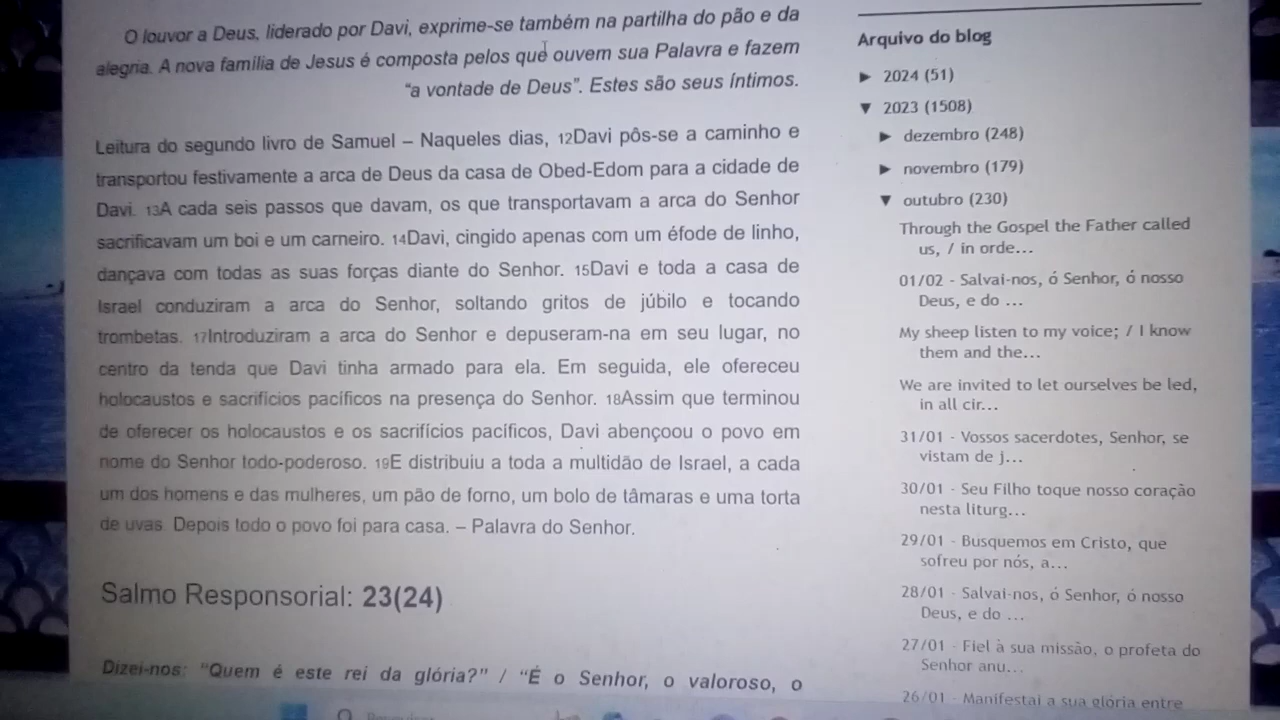 O louvor a Deus, liderado por Davi, exprime-se também na partilha do pão e da
alegria. A nova família de Jesus é composta pelos que ouvem sua Palavra e fazem
“a vontade de Deus”. Estes são seus íntimos.
Leitura do segundo livro de Samuel – Naqueles dias, 12Davi pôs-se a caminho e
transportou festivamente a arca de Deus da casa de Obed-Edom para a cidade de
Davi. 13A cada seis passos que davam, os que transportavam a arca do Senhor
sacrificavam um boi e um carneiro. 14Davi, cingido apenas com um éfode de linho,
dançava com todas as suas forças diante do Senhor. 15Davi e toda a casa de
Israel conduziram a arca do Senhor, soltando gritos de júbilo e tocando
trombetas. 17Introduziram a arca do Senhor e depuseram-na em seu lugar, no
centro da tenda que Davi tinha armado para ela. Em seguida, ele ofereceu
holocaustos e sacrifícios pacíficos na presença do Senhor. 18Assim que terminou
de oferecer os holocaustos e os sacrifícios pacíficos, Davi abençoou o povo em
nome do Senhor todo-poderoso. 19E distribuiu a toda a multidão de Israel, a cada
um dos homens e das mulheres, um pão de forno, um bolo de tâmaras e uma torta
de uvas. Depois todo o povo foi para casa. – Palavra do Senhor.
Salmo Responsorial: 23(24)
Dizei-nos: “Quem é este rei da glória?” / “É o Senhor, o valoroso, o
Arquivo do blog
► 2024 (51)
▼ 2023 (1508)
► dezembro (248)
► novembro (179)
▼ outubro (230)
Through the Gospel the Father called
us, / in orde...
01/02 - Salvai-nos, ó Senhor, ó nosso
Deus, e do ...
My sheep listen to my voice; / I know
them and the...
We are invited to let ourselves be led,
in all cir...
31/01 - Vossos sacerdotes, Senhor, se
vistam de j...
30/01 - Seu Filho toque nosso coração
nesta liturg...
29/01 - Busquemos em Cristo, que
sofreu por nós, a...
28/01 - Salvai-nos, ó Senhor, ó nosso
Deus, e do ...
27/01 - Fiel à sua missão, o profeta do
Senhor anu...
26/01 - Manifestai a sua glória entre